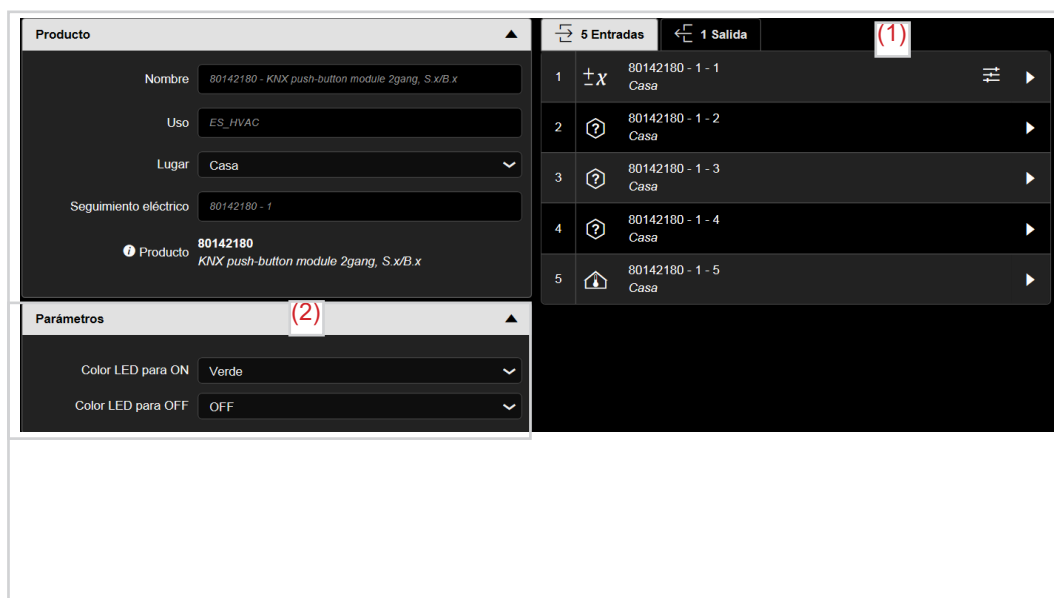 Producto
Nombre 80142180 - KNX push-button module 2gang, S.x/B.x
Uso ES_HVAC
Lugar Casa
Seguimiento eléctrico 80142180 - 1
Producto 80142180
KNX push-button module 2gang, S.x/B.x
(2)
Parámetros
Color LED para ON Verde
Color LED para OFF OFF
5 Entradas 1 Salida (1)
1 ±x 80142180 - 1 - 1
Casa
2 80142180 - 1 - 2
Casa
3 80142180 - 1 - 3
Casa
4 80142180 - 1 - 4
Casa
5 80142180 - 1 - 5
Casa